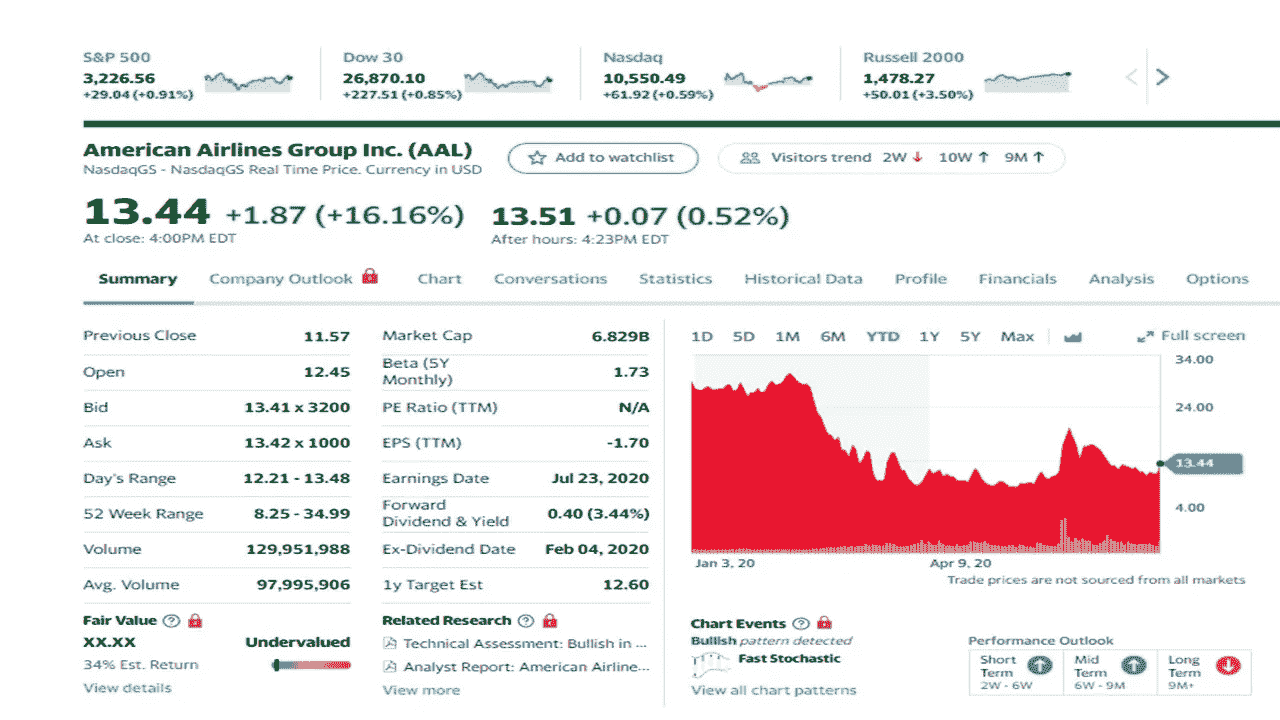 S&P 500
3,226.56
+29.04 (+0.91%)
Dow 30
26,870.10
+227.51 (+0.85%)
Nasdaq
10,550.49
+61.92 (+0.59%)
Russell 2000
1,478.27
+50.01 (+3.50%)
American Airlines Group Inc. (AAL)
NasdaqGS - NasdaqGS Real Time Price. Currency in USD
Add to watchlist
Visitors trend 2W ↓ 10W ↑ 9M ↑
13.44 +1.87 (+16.16%)
At close: 4:00PM EDT
13.51 +0.07 (0.52%)
After hours: 4:23PM EDT
Summary Company Outlook Chart Conversations Statistics Historical Data Profile Financials Analysis Options
Previous Close 11.57
Open 12.45
Bid 13.41 x 3200
Ask 13.42 x 1000
Day's Range 12.21 - 13.48
52 Week Range 8.25 - 34.99
Volume 129,951,988
Avg. Volume 97,995,906
Market Cap 6.829B
Beta (5Y
Monthly) 1.73
PE Ratio (TTM) N/A
EPS (TTM) -1.70
Earnings Date Jul 23, 2020
Forward
Dividend & Yield 0.40 (3.44%)
Ex-Dividend Date Feb 04, 2020
1y Target Est 12.60
1D 5D 1M 6M YTD 1Y 5Y Max Full screen
34.00
24.00
13.44
4.00
Jan 3, 20 Apr 9, 20
Trade prices are not sourced from all markets
Fair Value
XX.XX Undervalued
34% Est. Return
View details
Related Research
Technical Assessment: Bullish in ...
Analyst Report: American Airline...
View more
Chart Events
Bullish pattern detected
Fast Stochastic
View all chart patterns
Performance Outlook
Short
Term
2W - 6W
Mid
Term
6W - 9M
Long
Term
9M+